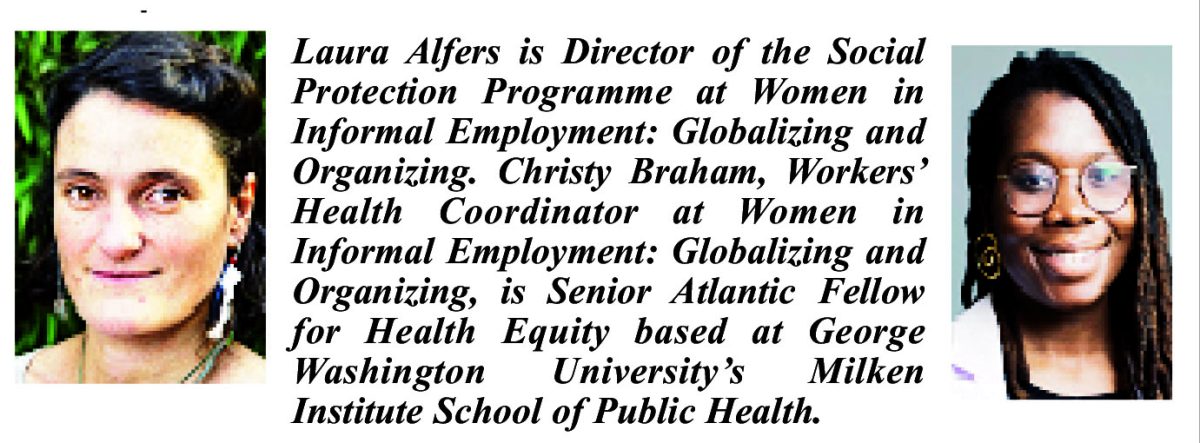 Laura Alfers is Director of the Social
Protection Programme at Women in
Informal Employment: Globalizing and
Organizing. Christy Braham, Workers’
Health Coordinator at Women in
Informal Employment: Globalizing and
Organizing, is Senior Atlantic Fellow
for Health Equity based at George
Washington University’s Milken
Institute School of Public Health.